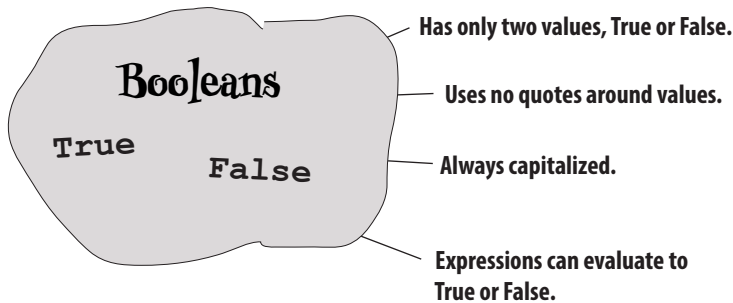 Booleans
True
False
Has only two values, True or False.
Uses no quotes around values.
Always capitalized.
Expressions can evaluate to
True or False.